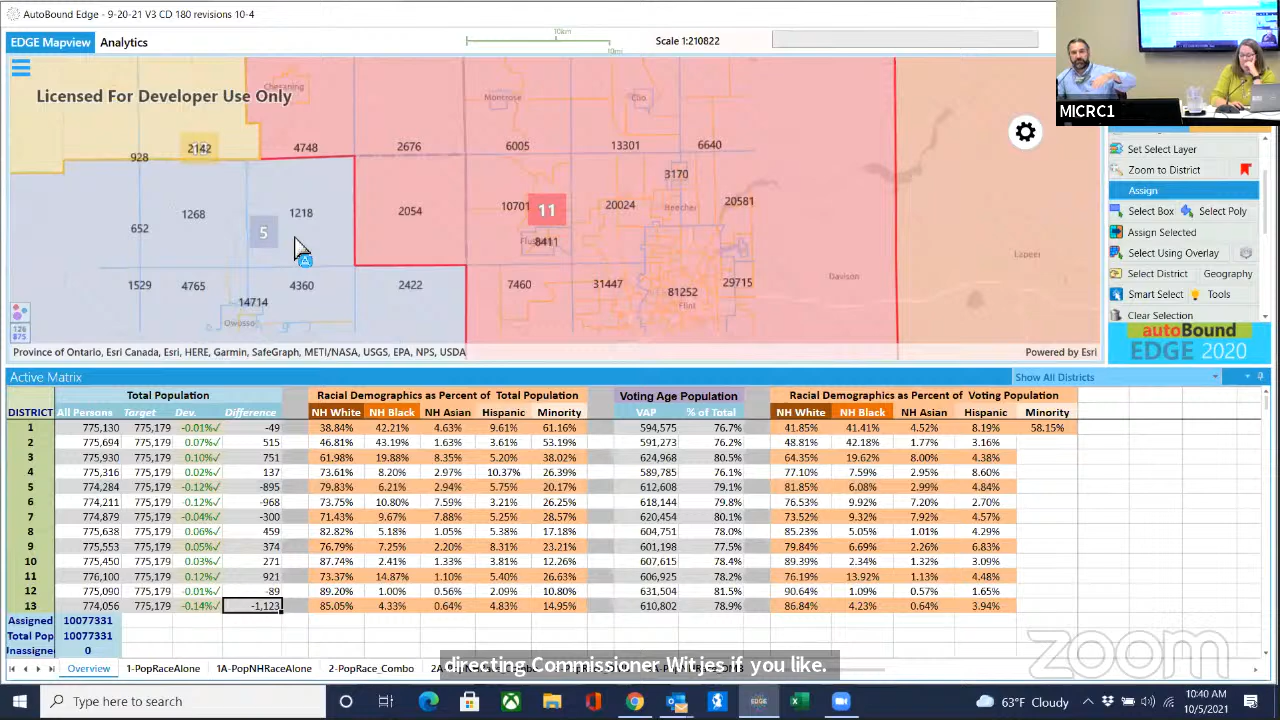 AutoBound Edge - 9-20-21 V3 CD 180 revisions 10-4
EDGE Mapview Analytics
10km
10mi
Scale 1:210822
Licensed For Developer Use Only
Chesaning
Montrose
Clio
2142
928
4748
2676
6005
13301
6640
3170
1268
1218
2054
10701
11
20024
20581
Beecher
652
5
8411
Lapeer
Davison
1529
4765
4360
2422
7460
31447
81252
29715
14714
Flint
Owosso
126
875
Province of Ontario, Esri Canada, Esri, HERE, Garmin, SafeGraph, METI/NASA, USGS, EPA, NPS, USDA
Powered by Esri
MICRC1
Set Select Layer
Zoom to District
Assign
Select Box Select Poly
Assign Selected
Select Using Overlay
Select District Geography
Smart Select Tools
Clear Selection
autoBound
EDGE 2020
Active Matrix
Show All Districts
Total Population Racial Demographics as Percent of Total Population Voting Age Population Racial Demographics as Percent of Voting Population
DISTRICT All Persons Target Dev. Difference NH White NH Black NH Asian Hispanic Minority VAP % of Total NH White NH Black NH Asian Hispanic Minority
1 775,130 775,179 -0.01%✓ -49 38.84% 42.21% 4.63% 9.61% 61.16% 594,575 76.7% 41.85% 41.41% 4.52% 8.19% 58.15%
2 775,694 775,179 0.07%✓ 515 46.81% 43.19% 1.63% 3.61% 53.19% 591,273 76.2% 48.81% 42.18% 1.77% 3.16%
3 775,930 775,179 0.10%✓ 751 61.98% 19.88% 8.35% 5.20% 38.02% 624,968 80.5% 64.35% 19.62% 8.00% 4.38%
4 775,316 775,179 0.02%✓ 137 73.61% 8.20% 2.97% 10.37% 26.39% 589,785 76.1% 77.10% 7.59% 2.95% 8.60%
5 774,284 775,179 -0.12%✓ -895 79.83% 6.21% 2.94% 5.75% 20.17% 612,608 79.1% 81.85% 6.08% 2.99% 4.84%
6 774,211 775,179 -0.12%✓ -968 73.75% 10.80% 7.59% 3.21% 26.25% 618,144 79.8% 76.53% 9.92% 7.20% 2.70%
7 774,879 775,179 -0.04%✓ -300 71.43% 9.67% 7.88% 5.25% 28.57% 620,454 80.1% 73.52% 9.32% 7.92% 4.57%
8 775,638 775,179 0.06%✓ 459 82.82% 5.18% 1.05% 5.38% 17.18% 604,751 78.0% 85.23% 5.05% 1.01% 4.29%
9 775,553 775,179 0.05%✓ 374 76.79% 7.25% 2.20% 8.31% 23.21% 601,198 77.5% 79.84% 6.69% 2.26% 6.83%
10 775,450 775,179 0.03%✓ 271 87.74% 2.41% 1.33% 3.81% 12.26% 607,615 78.4% 89.39% 2.34% 1.32% 3.09%
11 776,100 775,179 0.12%✓ 921 73.37% 14.87% 1.10% 5.40% 26.63% 606,925 78.2% 76.19% 13.92% 1.13% 4.48%
12 775,090 775,179 -0.01%✓ -89 89.20% 1.00% 0.56% 2.09% 10.80% 631,504 81.5% 90.64% 1.09% 0.57% 1.65%
13 774,056 775,179 -0.14%✓ -1,123 85.05% 4.33% 0.64% 4.83% 14.95% 610,802 78.9% 86.84% 4.23% 0.64% 3.94%
Assigned 10077331
Total Pop 10077331
Inassigne 0
Overview 1-PopRaceAlone 1A-PopNHRaceAlone 2-PopRace_Combo
directing Commissioner Witjes if you like.
zoom
Type here to search
63°F Cloudy
10:40 AM
10/5/2021